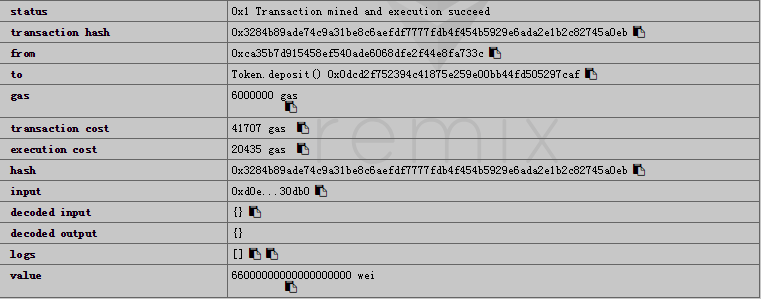 status 0x1 Transaction mined and execution succeed
transaction hash 0x3284b89ade74c9a31be8c6aefdf7777fdb4f454b5929e6ada2e1b2c82745a0eb
from 0xca35b7d915458ef540ade6068dfe2f44e8fa733c
to Token.deposit() 0x0dcd2f752394c41875e259e00bb44fd505297caf
gas 6000000 gas
transaction cost 41707 gas
execution cost 20435 gas
hash 0x3284b89ade74c9a31be8c6aefdf7777fdb4f454b5929e6ada2e1b2c82745a0eb
input 0xd0e...30db0
decoded input {}
decoded output {}
logs []
value 66000000000000000000 wei
remix